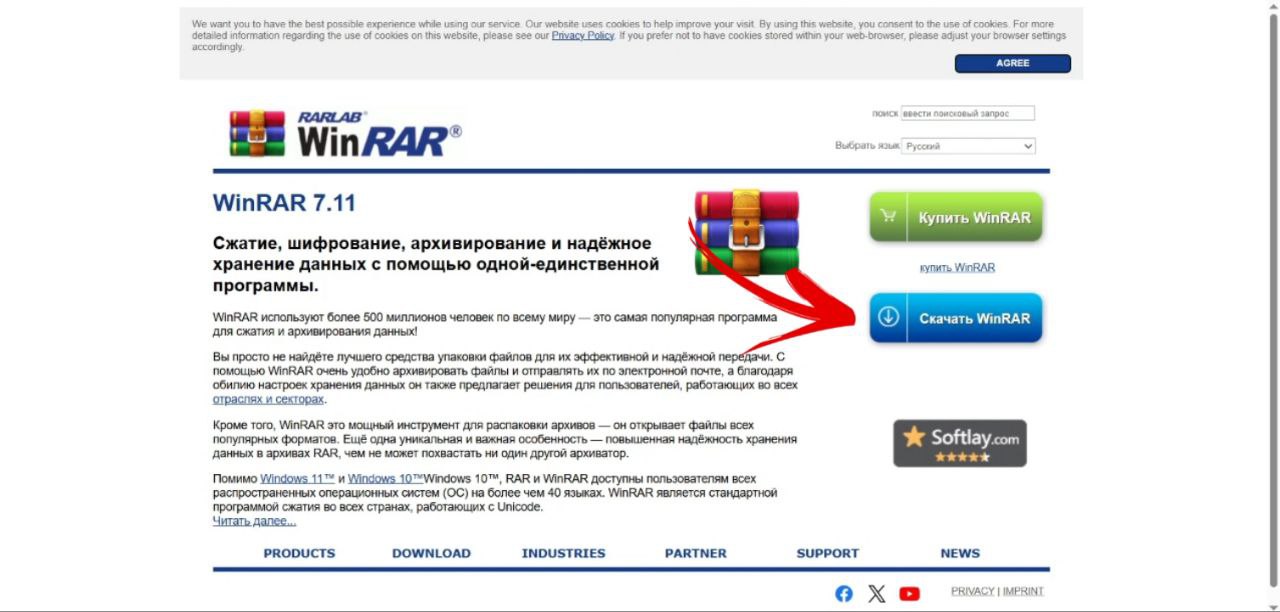 We want you to have the best possible experience while using our service. Our website uses cookies to help improve your visit. By using this website, you consent to the use of cookies. For more
detailed information regarding the use of cookies on this website, please see our Privacy Policy. If you prefer not to have cookies stored within your web-browser, please adjust your browser settings
accordingly.
AGREE
RARLAB®
WinRAR®
поиск ввести поисковый запрос
Выбрать язык Русский
WinRAR 7.11
Сжатие, шифрование, архивирование и надёжное
хранение данных с помощью одной-единственной
программы.
Купить WinRAR
купить WinRAR
Скачать WinRAR
WinRAR используют более 500 миллионов человек по всему миру — это самая популярная программа
для сжатия и архивирования данных!
Вы просто не найдёте лучшего средства упаковки файлов для их эффективной и надёжной передачи. С
помощью WinRAR очень удобно архивировать файлы и отправлять их по электронной почте, а благодаря
обилию настроек хранения данных он также предлагает решения для пользователей, работающих во всех
отраслях и секторах.
Кроме того, WinRAR это мощный инструмент для распаковки архивов — он открывает файлы всех
популярных форматов. Ещё одна уникальная и важная особенность — повышенная надёжность хранения
данных в архивах RAR, чем не может похвастать ни один другой архиватор.
Softlay.com
Помимо Windows 11™ и Windows 10™Windows 10™, RAR и WinRAR доступны пользователям всех
распространенных операционных систем (ОС) на более чем 40 языках. WinRAR является стандартной
программой сжатия во всех странах, работающих с Unicode.
Читать далее...
PRODUCTS DOWNLOAD INDUSTRIES PARTNER SUPPORT NEWS
PRIVACY | IMPRINT